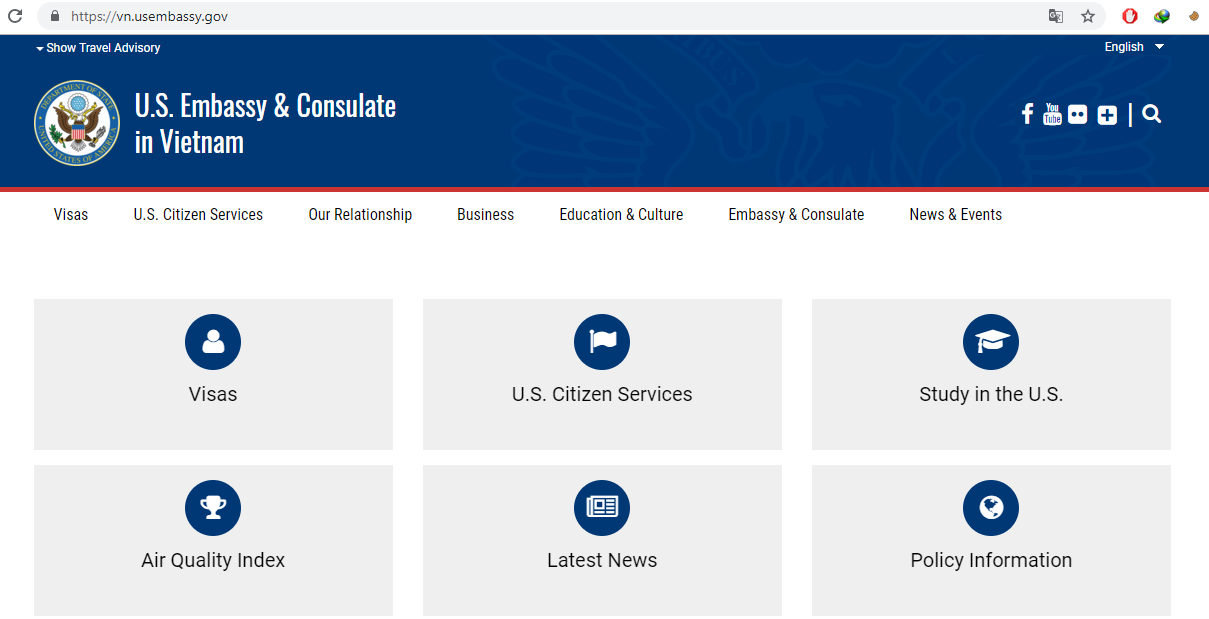 https://vn.usembassy.gov
Show Travel Advisory
English
DEPARTMENT OF STATE
UNITED STATES OF AMERICA
U.S. Embassy & Consulate
in Vietnam
You
Tube
Visas
U.S. Citizen Services
Our Relationship
Business
Education & Culture
Embassy & Consulate
News & Events
Visas
U.S. Citizen Services
Study in the U.S.
Air Quality Index
Latest News
Policy Information